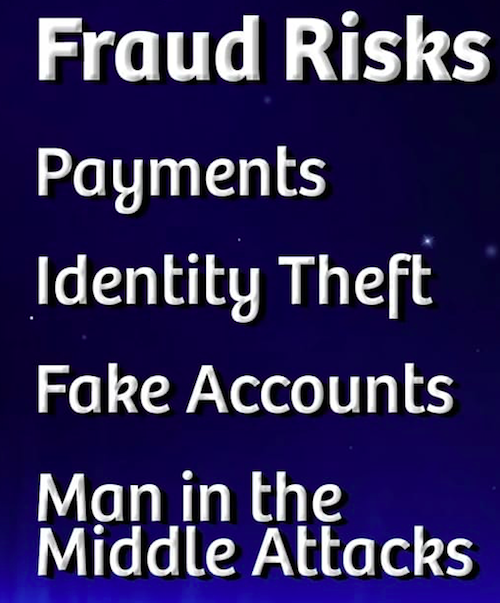 Fraud Risks
Payments
Identity Theft
Fake Accounts
Man in the
Middle Attacks